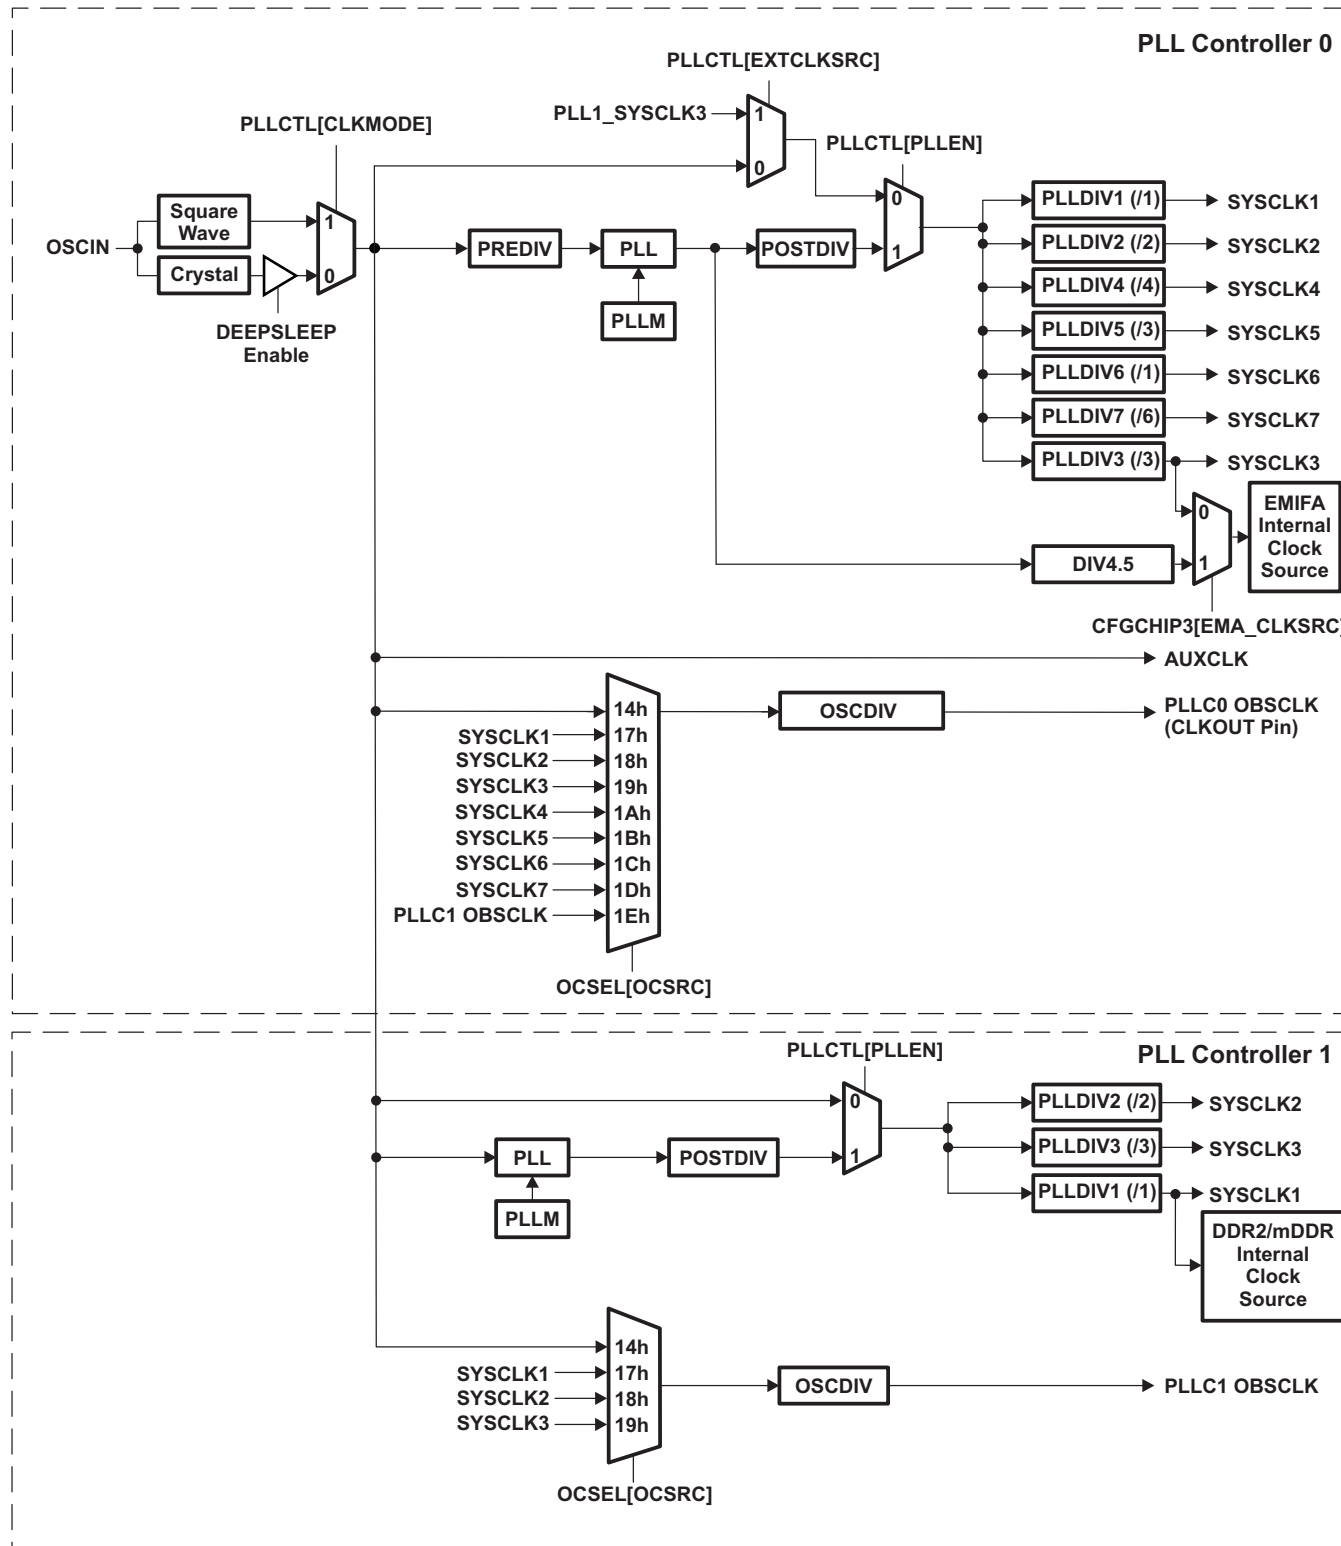 PLL Controller 0
PLLCTL[EXTCLKSRC]
PLL1_SYSCLK3
1
0
PLLCTL[CLKMODE]
PLLCTL[PLLEN]
OSCIN
Square
Wave
Crystal
1
0
DEEPSLEEP
Enable
PREDIV
PLL
PLLM
POSTDIV
0
1
PLLDIV1 (/1)
SYSCLK1
PLLDIV2 (/2)
SYSCLK2
PLLDIV4 (/4)
SYSCLK4
PLLDIV5 (/3)
SYSCLK5
PLLDIV6 (/1)
SYSCLK6
PLLDIV7 (/6)
SYSCLK7
PLLDIV3 (/3)
SYSCLK3
0
1
EMIFA
Internal
Clock
Source
DIV4.5
CFGCHIP3[EMA_CLKSRC]
AUXCLK
14h
OSCDIV
PLLC0 OBSCLK
(CLKOUT Pin)
SYSCLK1
17h
SYSCLK2
18h
SYSCLK3
19h
SYSCLK4
1Ah
SYSCLK5
1Bh
SYSCLK6
1Ch
SYSCLK7
1Dh
PLLC1 OBSCLK
1Eh
OCSEL[OCSRC]
PLL Controller 1
PLLCTL[PLLEN]
0
1
PLL
PLLM
POSTDIV
PLLDIV2 (/2)
SYSCLK2
PLLDIV3 (/3)
SYSCLK3
PLLDIV1 (/1)
SYSCLK1
DDR2/mDDR
Internal
Clock
Source
14h
SYSCLK1
17h
SYSCLK2
18h
SYSCLK3
19h
OSCDIV
PLLC1 OBSCLK
OCSEL[OCSRC]